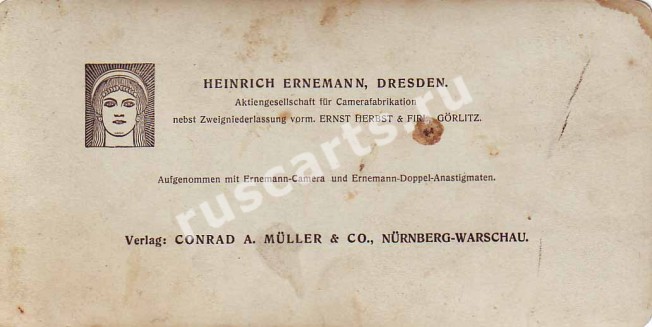 HEINRICH ERNEMANN, DRESDEN.
Aktiengesellschaft für Camerafabrikation
nebst Zweigniederlassung vorm. ERNST HERBST & GÖRLITZ.
Aufgenommen mit Ernemann-Camera und Ernemann-Doppel-Anastigmaten.
Verlag: CONRAD A. MÜLLER & CO., NÜRNBERG-WARSCHAU.
ruscarts.ru